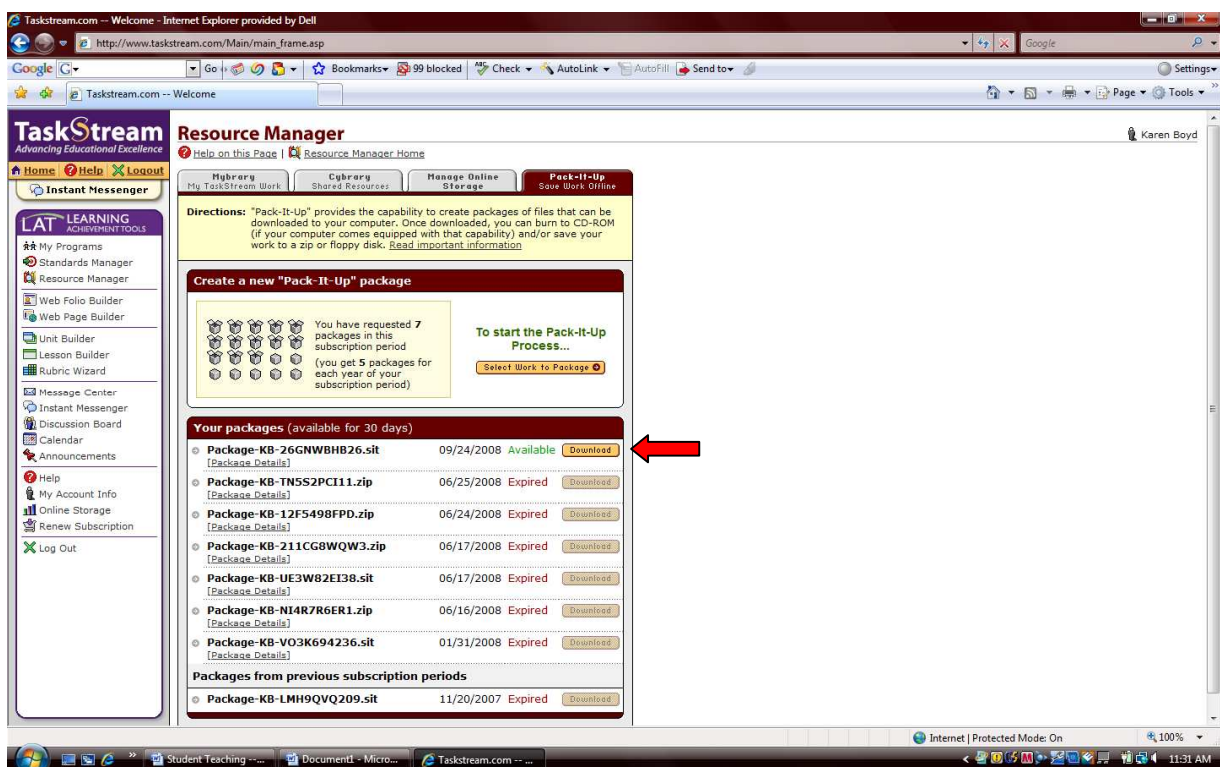 Taskstream.com -- Welcome - Internet Explorer provided by Dell
http://www.taskstream.com/Main/main_frame.asp
Google
Google G
Go
Bookmarks
99 blocked
ABC Check
AutoLink
AutoFill
Send to
Settings
Taskstream.com -- Welcome
Page
Tools
TaskStream
Advancing Educational Excellence
Home Help Logout
Instant Messenger
LAT LEARNING
ACHIEVEMENT TOOLS
My Programs
Standards Manager
Resource Manager
Web Folio Builder
Web Page Builder
Unit Builder
Lesson Builder
Rubric Wizard
Message Center
Instant Messenger
Discussion Board
Calendar
Announcements
Help
My Account Info
Online Storage
Renew Subscription
Log Out
Resource Manager
Karen Boyd
Help on this Page | Resource Manager Home
Mybrary
My TaskStream Work
Cybrary
Shared Resources
Manage Online
Storage
Pack-It-Up
Save Work Offline
Directions: "Pack-It-Up" provides the capability to create packages of files that can be
downloaded to your computer. Once downloaded, you can burn to CD-ROM
(if your computer comes equipped with that capability) and/or save your
work to a zip or floppy disk. Read important information
Create a new "Pack-It-Up" package
You have requested 7
packages in this
subscription period
(you get 5 packages for
each year of your
subscription period)
To start the Pack-It-Up
Process...
Select Work to Package
Your packages (available for 30 days)
Package-KB-26GNWBHB26.sit 09/24/2008 Available Download
[Package Details]
Package-KB-TN5S2PCI11.zip 06/25/2008 Expired Download
[Package Details]
Package-KB-12F5498FPD.zip 06/24/2008 Expired Download
[Package Details]
Package-KB-211CG8WQW3.zip 06/17/2008 Expired Download
[Package Details]
Package-KB-UE3W82EI38.sit 06/17/2008 Expired Download
[Package Details]
Package-KB-NI4R7R6ER1.zip 06/16/2008 Expired Download
[Package Details]
Package-KB-VO3K694236.sit 01/31/2008 Expired Download
[Package Details]
Packages from previous subscription periods
Package-KB-LMH9QVQ209.sit 11/20/2007 Expired Download
Internet | Protected Mode: On
100%
Student Teaching --...
Document1 - Micro...
Taskstream.com -- ...
11:31 AM